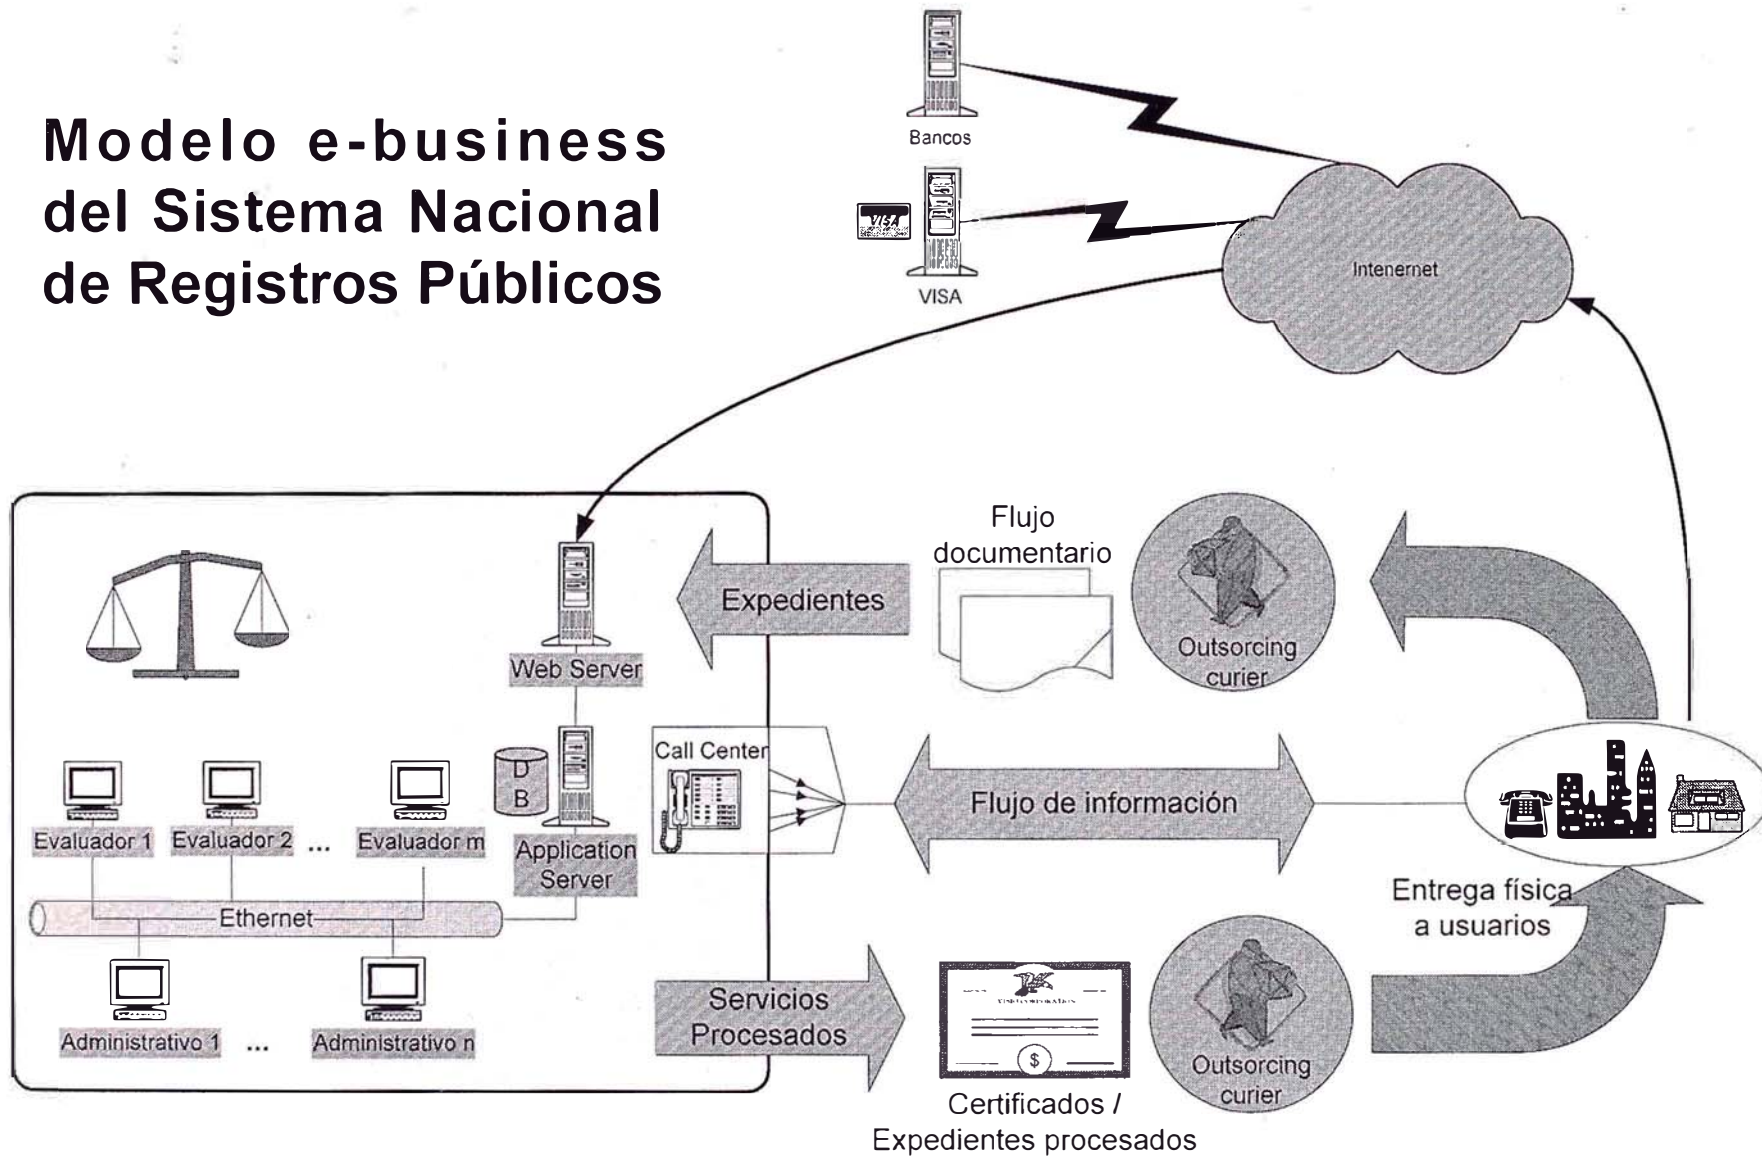 Modelo e-business
del Sistema Nacional
de Registros Públicos
Bancos
VISA
VISA
Intenernet
Flujo
documentario
Expedientes
Outsorcing
curier
Web Server
Call Center
D
B
Flujo de información
Evaluador 1
Evaluador 2
...
Evaluador m
Application
Server
Entrega física
a usuarios
Ethernet
Servicios
Procesados
Administrativo 1
...
Administrativo n
$
Outsorcing
curier
Certificados /
Expedientes procesados